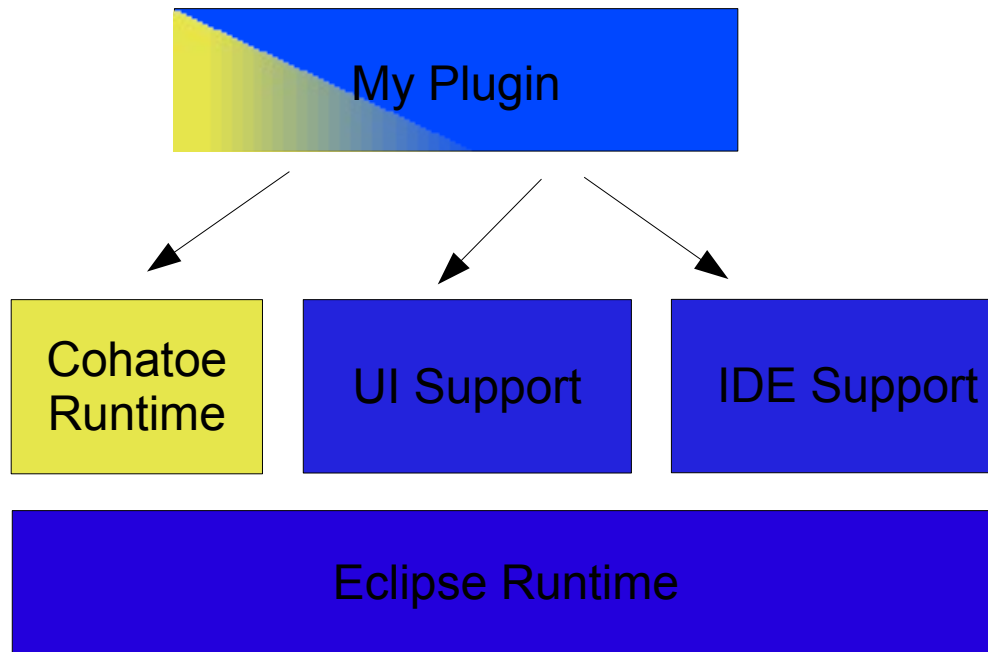 My Plugin
Cohatoe
Runtime
UI Support
IDE Support
Eclipse Runtime